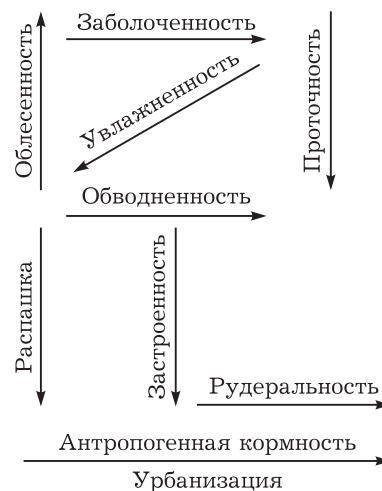 Заболоченность
Облесенность
Увлажненность
Проточность
Обводненность
Распашка
Застроенность
Рудеральность
Антропогенная кормность
Урбанизация